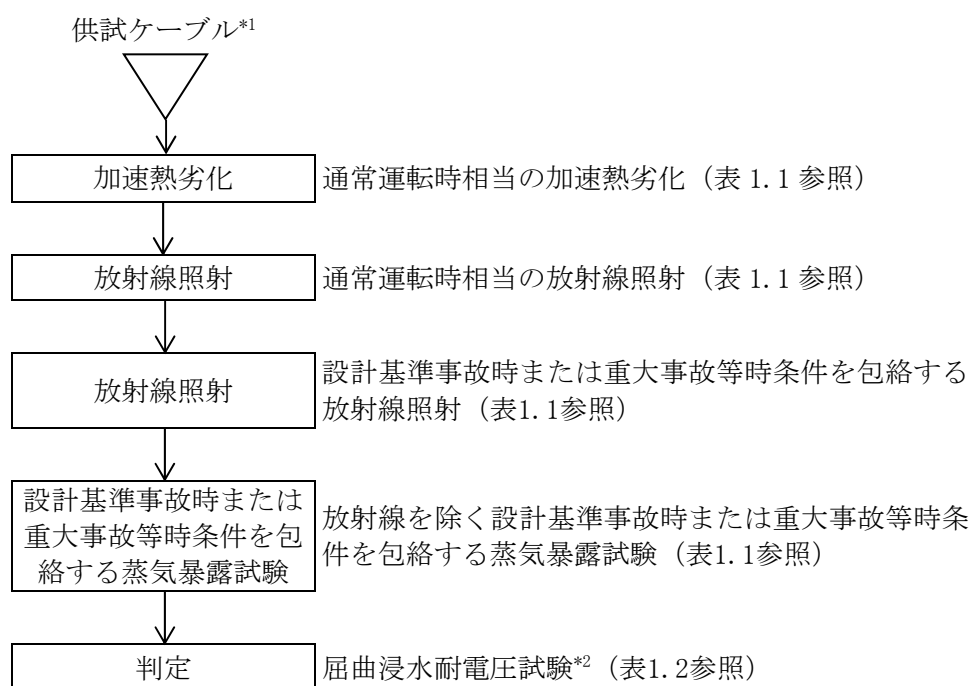 供試ケーブル*1
加速熱劣化
通常運転時相当の加速熱劣化（表 1.1 参照）
放射線照射
通常運転時相当の放射線照射（表 1.1 参照）
放射線照射
設計基準事故時または重大事故等時条件を包絡する
放射線照射（表1.1参照）
設計基準事故時または
重大事故等時条件を包
絡する蒸気暴露試験
放射線を除く設計基準事故時または重大事故等時条
件を包絡する蒸気暴露試験（表1.1参照）
判定
屈曲浸水耐電圧試験*2（表1.2参照）